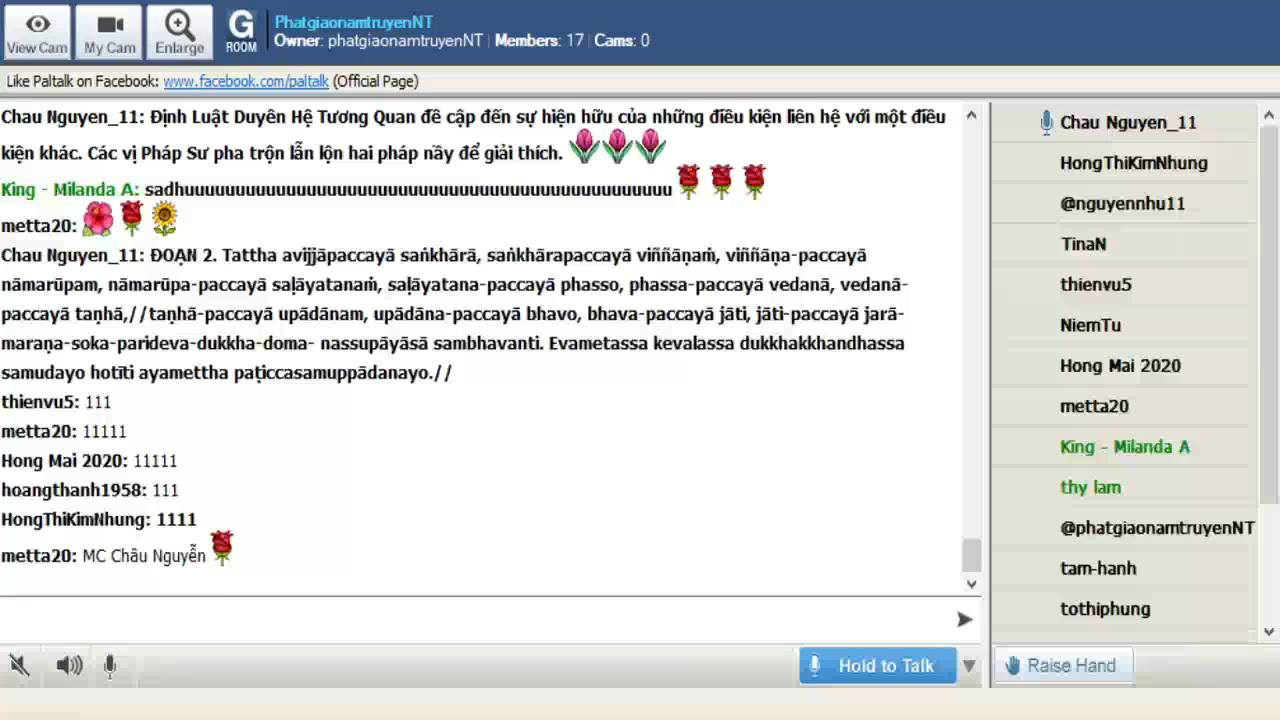 View Cam
My Cam
Enlarge
G
ROOM
PhatgiaonamtruyenNT
Owner: phatgiaonamtruyenNT | Members: 17 | Cams: 0
Like Paltalk on Facebook: www.facebook.com/paltalk (Official Page)
Chau Nguyen_11: Định Luật Duyên Hệ Tương Quan đề cập đến sự hiện hữu của những điều kiện liên hệ với một điều
kiện khác. Các vị Pháp Sư pha trộn lẫn lộn hai pháp nầy để giải thích.
King - Milanda A: sadhuuuuuuuuuuuuuuuuuuuuuuuuuuuuuuuuuuuuuuuuuuuuuuuu
metta20:
Chau Nguyen_11: ĐOẠN 2. Tattha avijjāpaccayā saṅkhārā, saṅkhārapaccayā viññāṇaṁ, viññāṇa-paccayā
nāmarūpam, nāmarūpa-paccayā saḷāyatanaṁ, saḷāyatana-paccayā phasso, phassa-paccayā vedanā, vedanā-
paccayā taṇhā,//taṇhā-paccayā upādānam, upādāna-paccayā bhavo, bhava-paccayā jāti, jāti-paccayā jarā-
maraṇa-soka-parideva-dukkha-doma- nassupāyāsā sambhavanti. Evametassa kevalassa dukkhakkhandhassa
samudayo hotīti ayamettha paṭiccasamuppādanayo.//
thienvu5: 111
metta20: 11111
Hong Mai 2020: 11111
hoangthanh1958: 111
HongThiKimNhung: 1111
metta20: MC Châu Nguyễn
Hold to Talk
Chau Nguyen_11
HongThiKimNhung
@nguyennhu11
TinaN
thienvu5
NiemTu
Hong Mai 2020
metta20
King - Milanda A
thy lam
@phatgiaonamtruyenNT
tam-hanh
tothiphung
Raise Hand